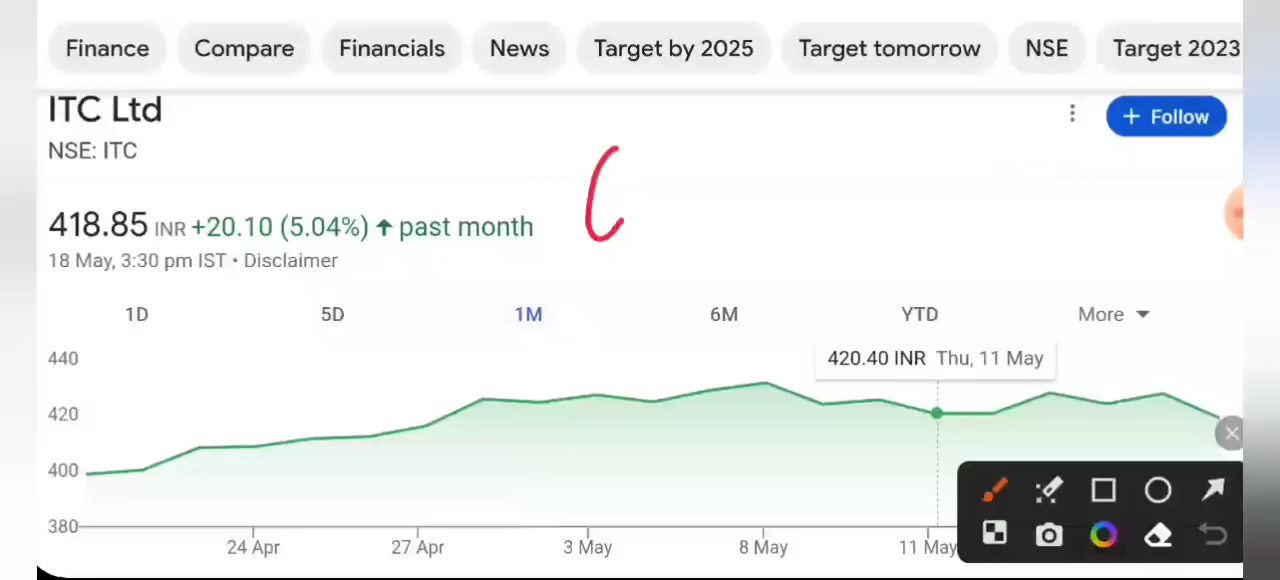 Finance Compare Financials News Target by 2025 Target tomorrow NSE Target 2023
ITC Ltd
+ Follow
NSE: ITC
418.85 INR +20.10 (5.04%) ↑ past month
18 May, 3:30 pm IST • Disclaimer
1D 5D 1M 6M YTD More
420.40 INR Thu, 11 May
440
420
400
380
24 Apr 27 Apr 3 May 8 May 11 May